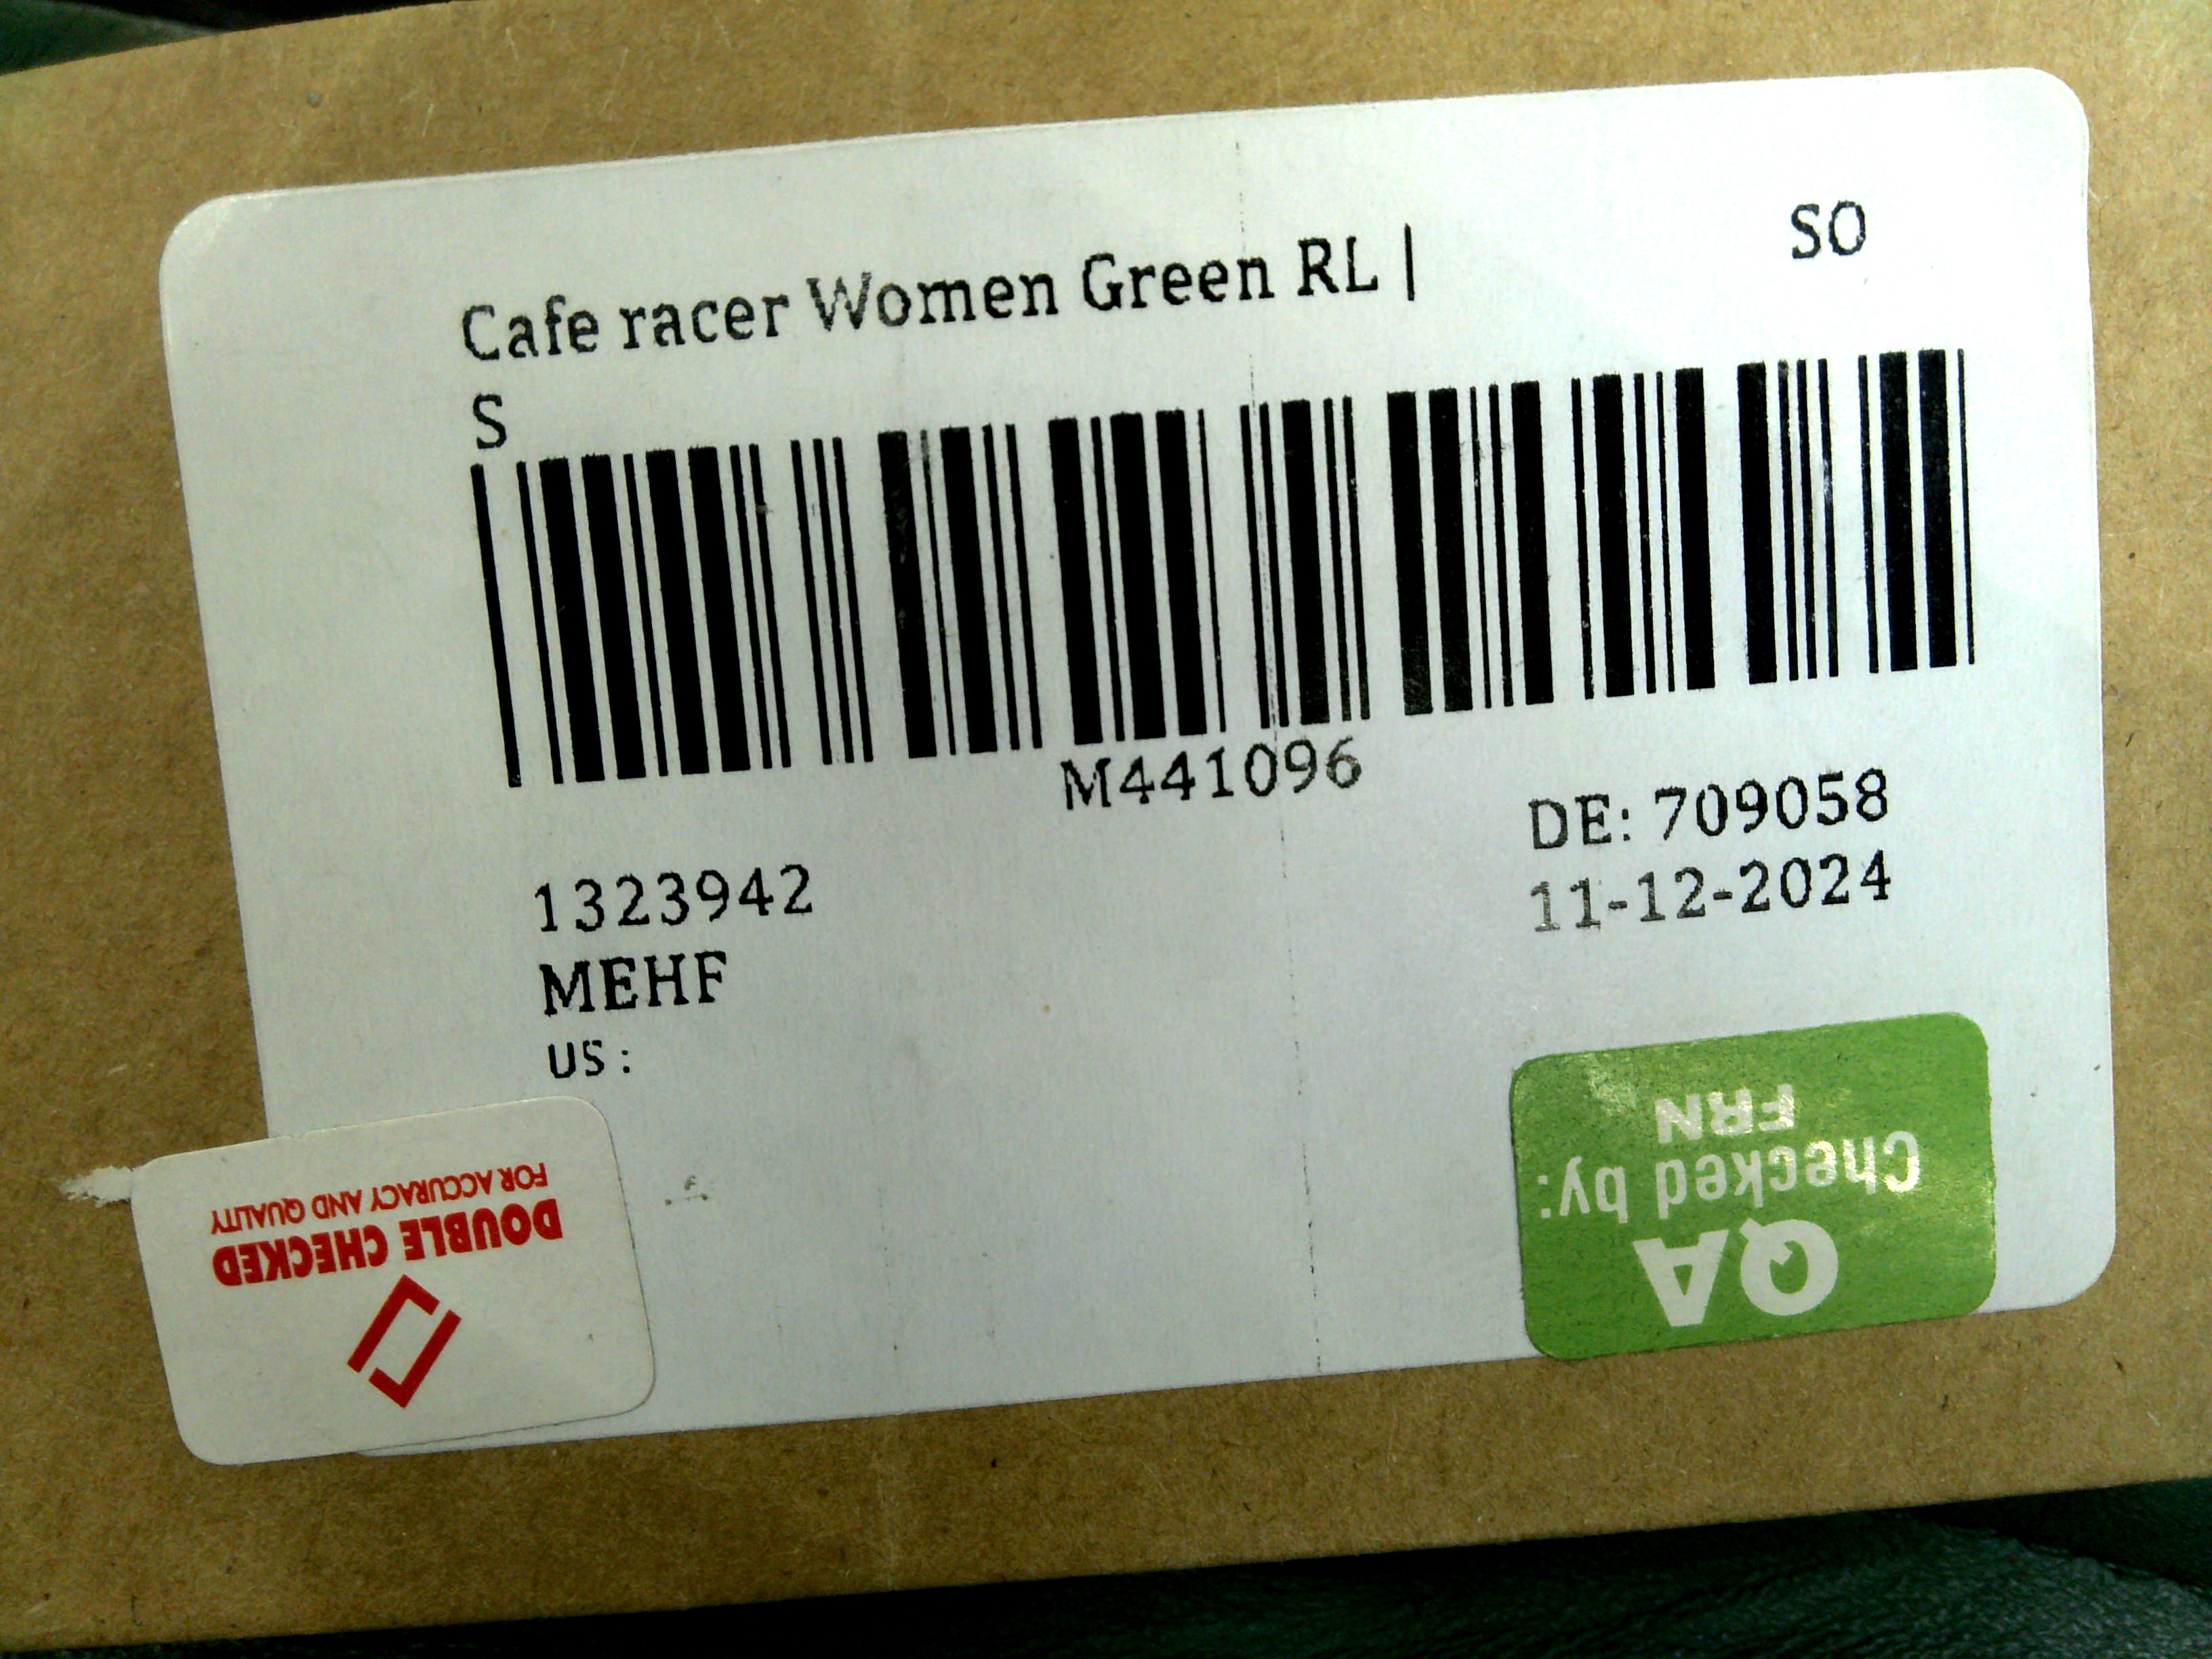 Cafe racer Women Green RL |
S
SO
M441096
DE: 709058
11-12-2024
1323942
MEHF
US :
DOUBLE CHECKED
FOR ACCURACY AND QUALITY
QA
Checked by:
FRN